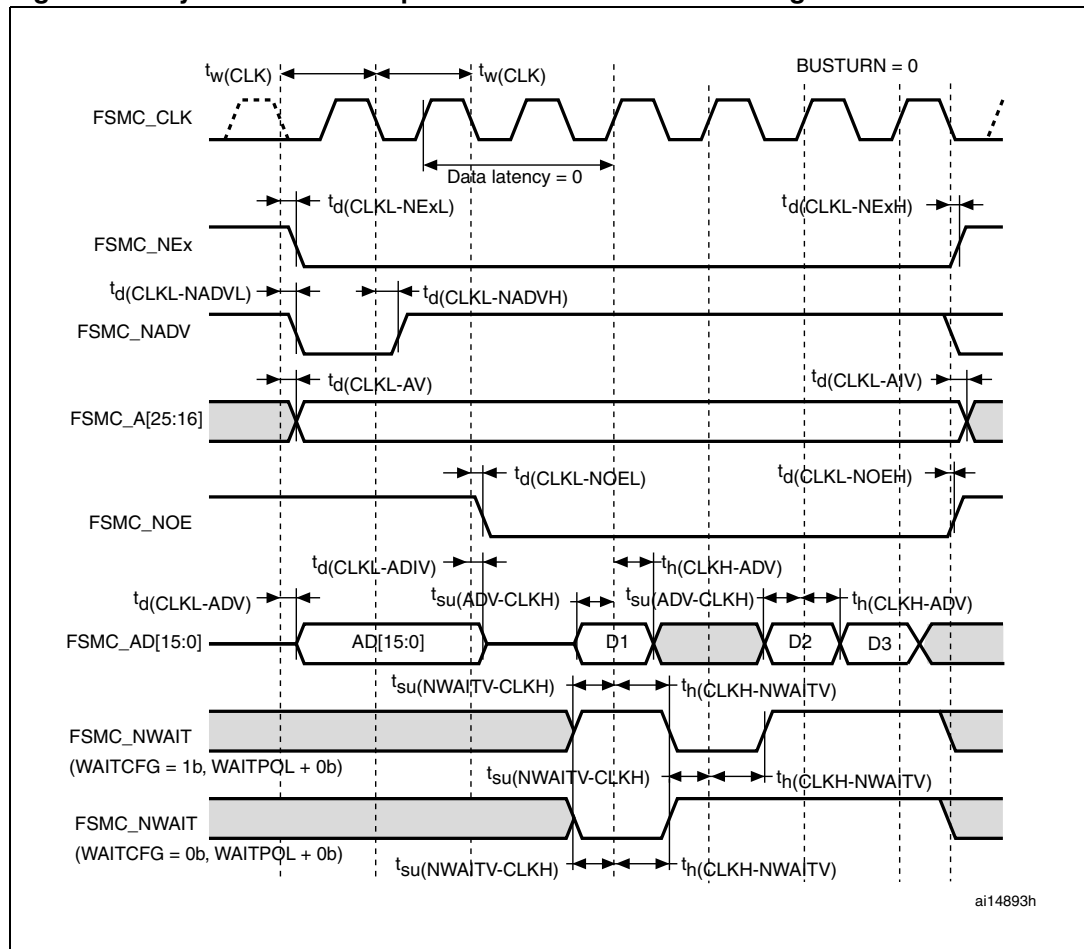 BUSTURN = 0
tw(CLK) tw(CLK)
FSMC_CLK
Data latency = 0
td(CLKL-NExL) td(CLKL-NExH)
FSMC_NEx
td(CLKL-NADVL) td(CLKL-NADVH)
FSMC_NADV
td(CLKL-AV) td(CLKL-AIV)
FSMC_A[25:16]
td(CLKL-NOEL) td(CLKL-NOEH)
FSMC_NOE
td(CLKL-ADIV) th(CLKH-ADV)
td(CLKL-ADV) tsu(ADV-CLKH) tsu(ADV-CLKH) th(CLKH-ADV)
FSMC_AD[15:0] AD[15:0] D1 D2 D3
tsu(NWAITV-CLKH) th(CLKH-NWAITV)
FSMC_NWAIT
(WAITCFG = 1b, WAITPOL + 0b)
tsu(NWAITV-CLKH) th(CLKH-NWAITV)
FSMC_NWAIT
(WAITCFG = 0b, WAITPOL + 0b)
tsu(NWAITV-CLKH) th(CLKH-NWAITV)
ai14893h